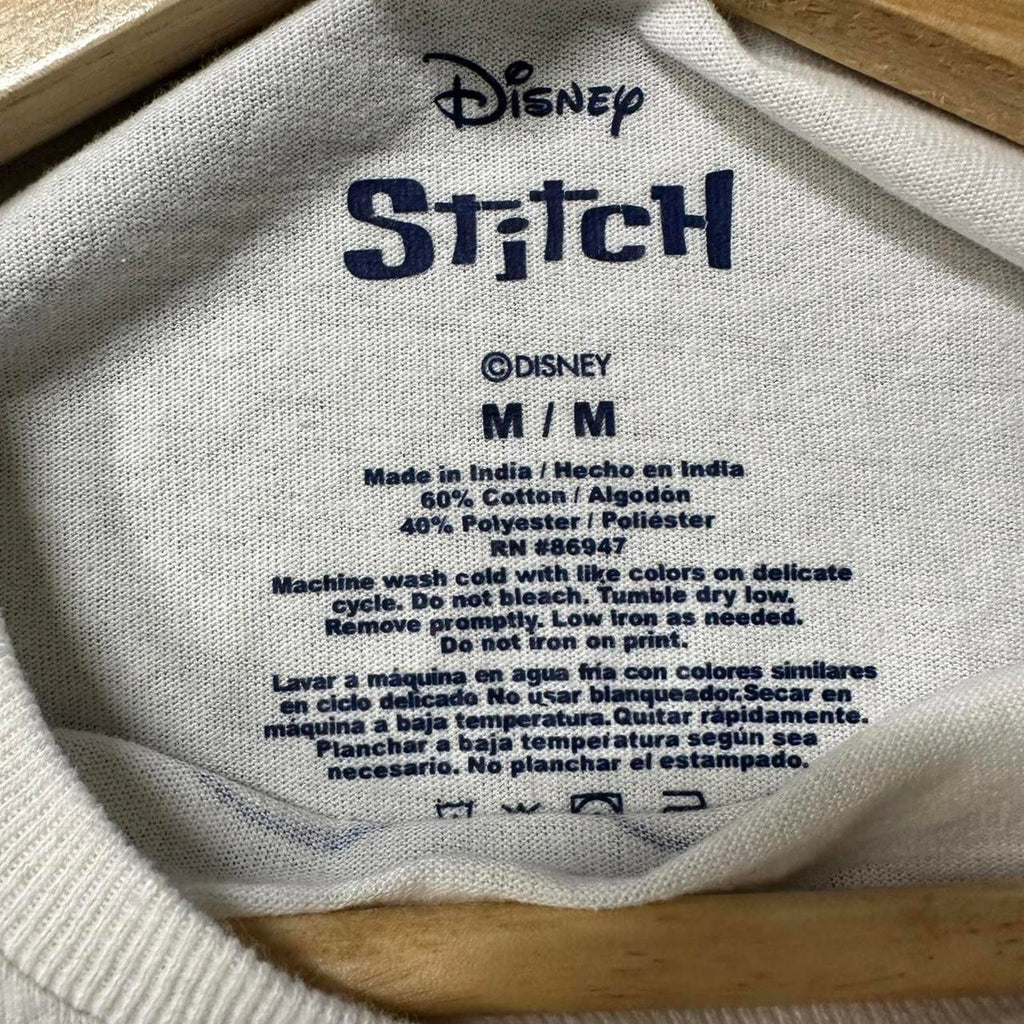 Disney
Stitch
©DISNEY
M / M
Made in India / Hecho en India
60% Cotton / Algodón
40% Polyester / Poliéster
RN #86947
Machine wash cold with like colors on delicate
cycle. Do not bleach. Tumble dry low.
Remove promptly. Low iron as needed.
Do not iron on print.
Lavar a máquina en agua fría con colores similares
en ciclo delicado No usar blanqueador.Secar en
máquina a baja temperatura.Quitar rápidamente.
Planchar a baja temperatura según sea
necesario. No planchar el estampado.